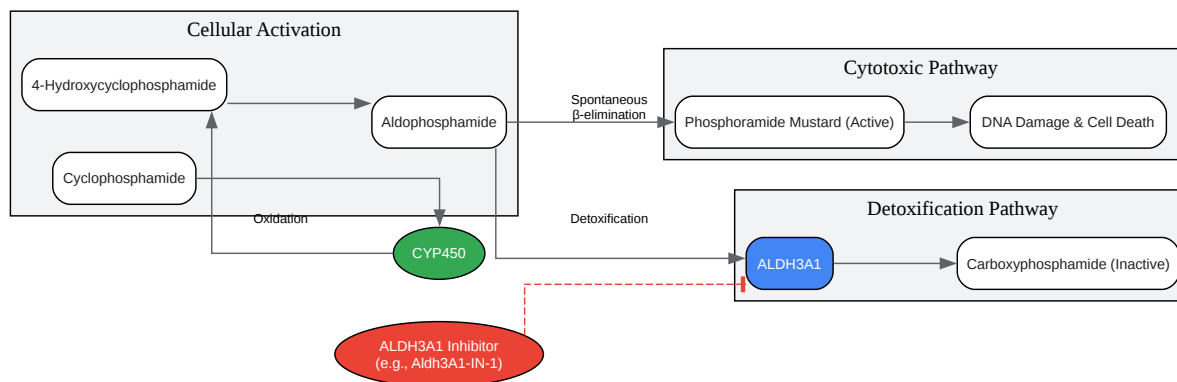 Cellular Activation
4-Hydroxycyclophosphamide
Aldophosphamide
Cyclophosphamide
Oxidation
CYP450
Spontaneous
β-elimination
Cytotoxic Pathway
Phosphoramide Mustard (Active)
DNA Damage & Cell Death
Detoxification
Detoxification Pathway
ALDH3A1
Carboxyphosphamide (Inactive)
ALDH3A1 Inhibitor
(e.g., Aldh3A1-IN-1)